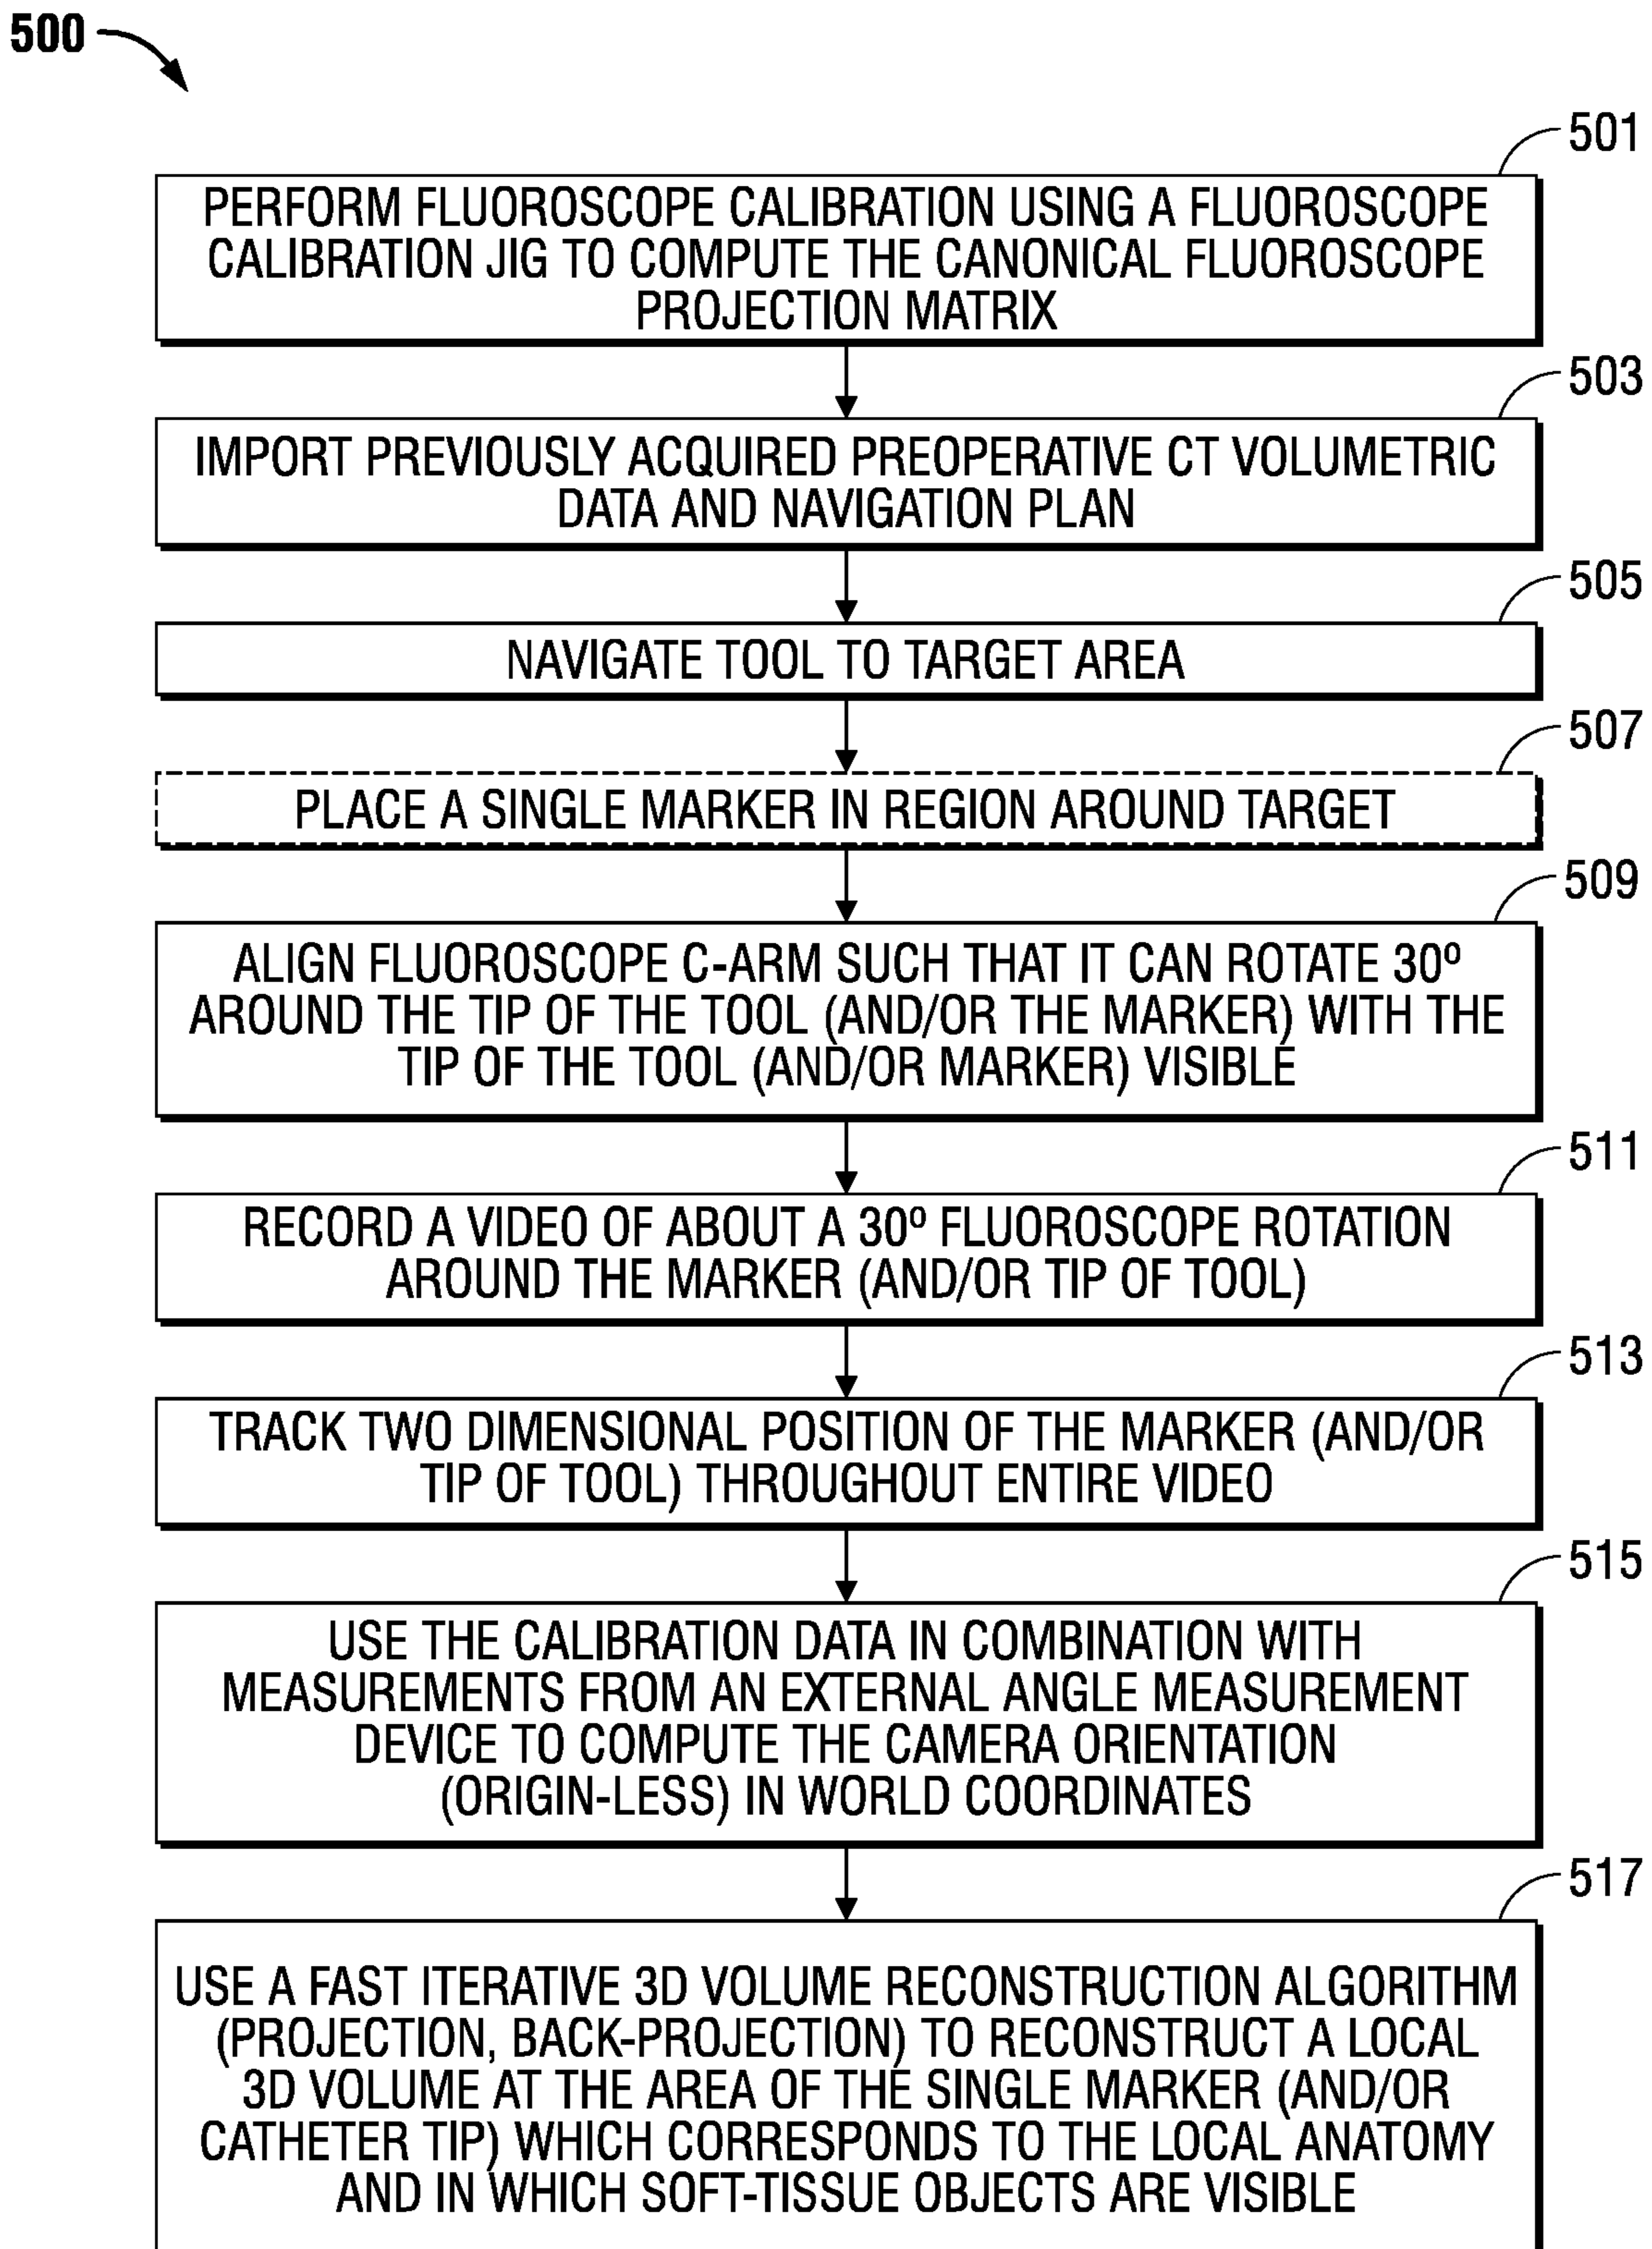 500
501
PERFORM FLUOROSCOPE CALIBRATION USING A FLUOROSCOPE
CALIBRATION JIG TO COMPUTE THE CANONICAL FLUOROSCOPE
PROJECTION MATRIX
503
IMPORT PREVIOUSLY ACQUIRED PREOPERATIVE CT VOLUMETRIC
DATA AND NAVIGATION PLAN
505
NAVIGATE TOOL TO TARGET AREA
507
PLACE A SINGLE MARKER IN REGION AROUND TARGET
509
ALIGN FLUOROSCOPE C-ARM SUCH THAT IT CAN ROTATE 30º
AROUND THE TIP OF THE TOOL (AND/OR THE MARKER) WITH THE
TIP OF THE TOOL (AND/OR MARKER) VISIBLE
511
RECORD A VIDEO OF ABOUT A 30º FLUOROSCOPE ROTATION
AROUND THE MARKER (AND/OR TIP OF TOOL)
513
TRACK TWO DIMENSIONAL POSITION OF THE MARKER (AND/OR
TIP OF TOOL) THROUGHOUT ENTIRE VIDEO
515
USE THE CALIBRATION DATA IN COMBINATION WITH
MEASUREMENTS FROM AN EXTERNAL ANGLE MEASUREMENT
DEVICE TO COMPUTE THE CAMERA ORIENTATION
(ORIGIN-LESS) IN WORLD COORDINATES
517
USE A FAST ITERATIVE 3D VOLUME RECONSTRUCTION ALGORITHM
(PROJECTION, BACK-PROJECTION) TO RECONSTRUCT A LOCAL
3D VOLUME AT THE AREA OF THE SINGLE MARKER (AND/OR
CATHETER TIP) WHICH CORRESPONDS TO THE LOCAL ANATOMY
AND IN WHICH SOFT-TISSUE OBJECTS ARE VISIBLE